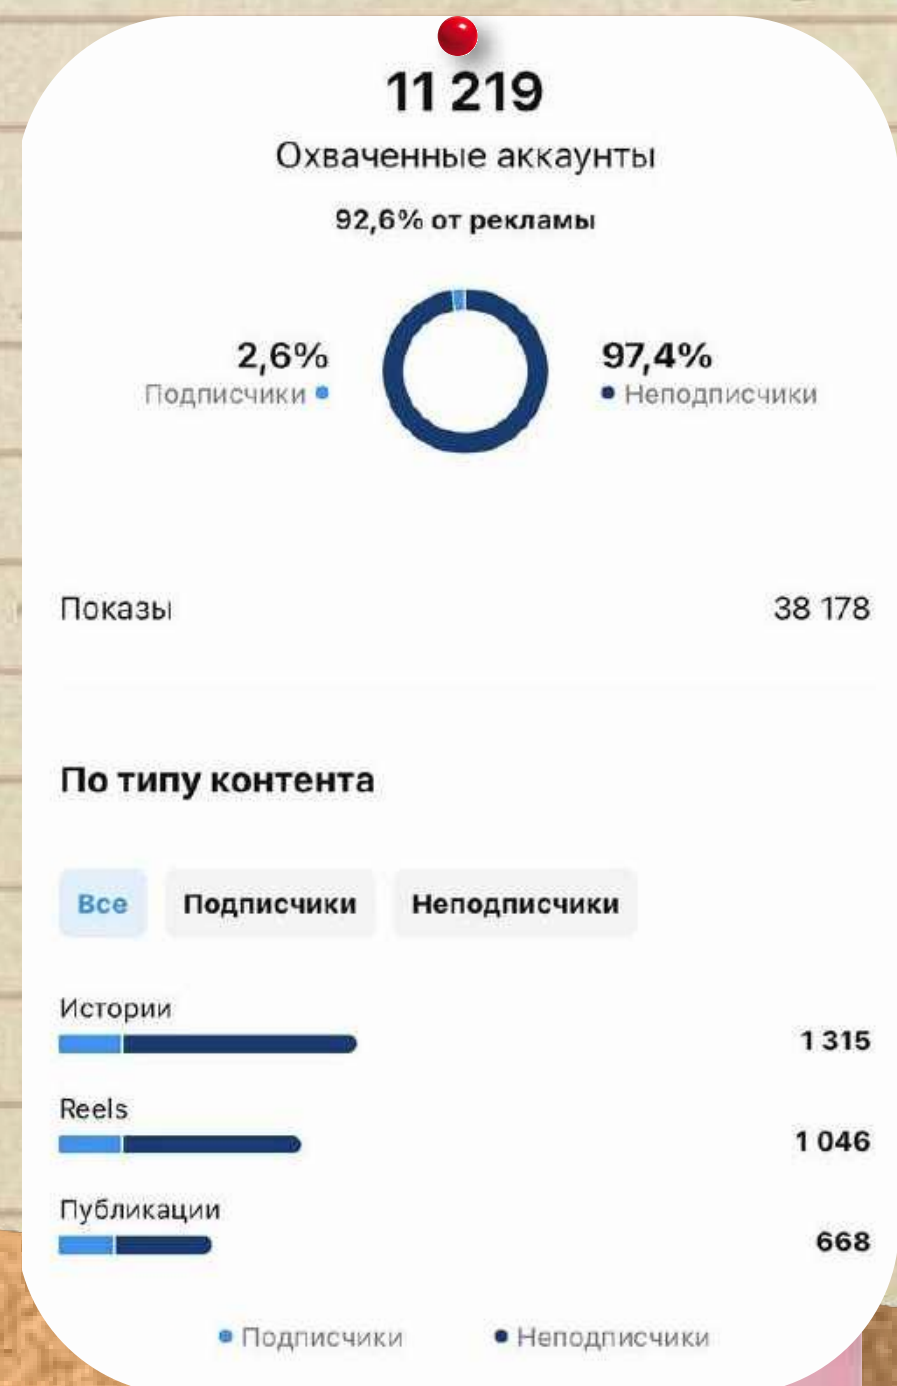 11 219
Охваченные аккаунты
92,6% от рекламы
2,6%
Подписчики
97,4%
Неподписчики
Показы 38 178
По типу контента
Все Подписчики Неподписчики
Истории
1 315
Reels
1 046
Публикации
668
Подписчики Неподписчики